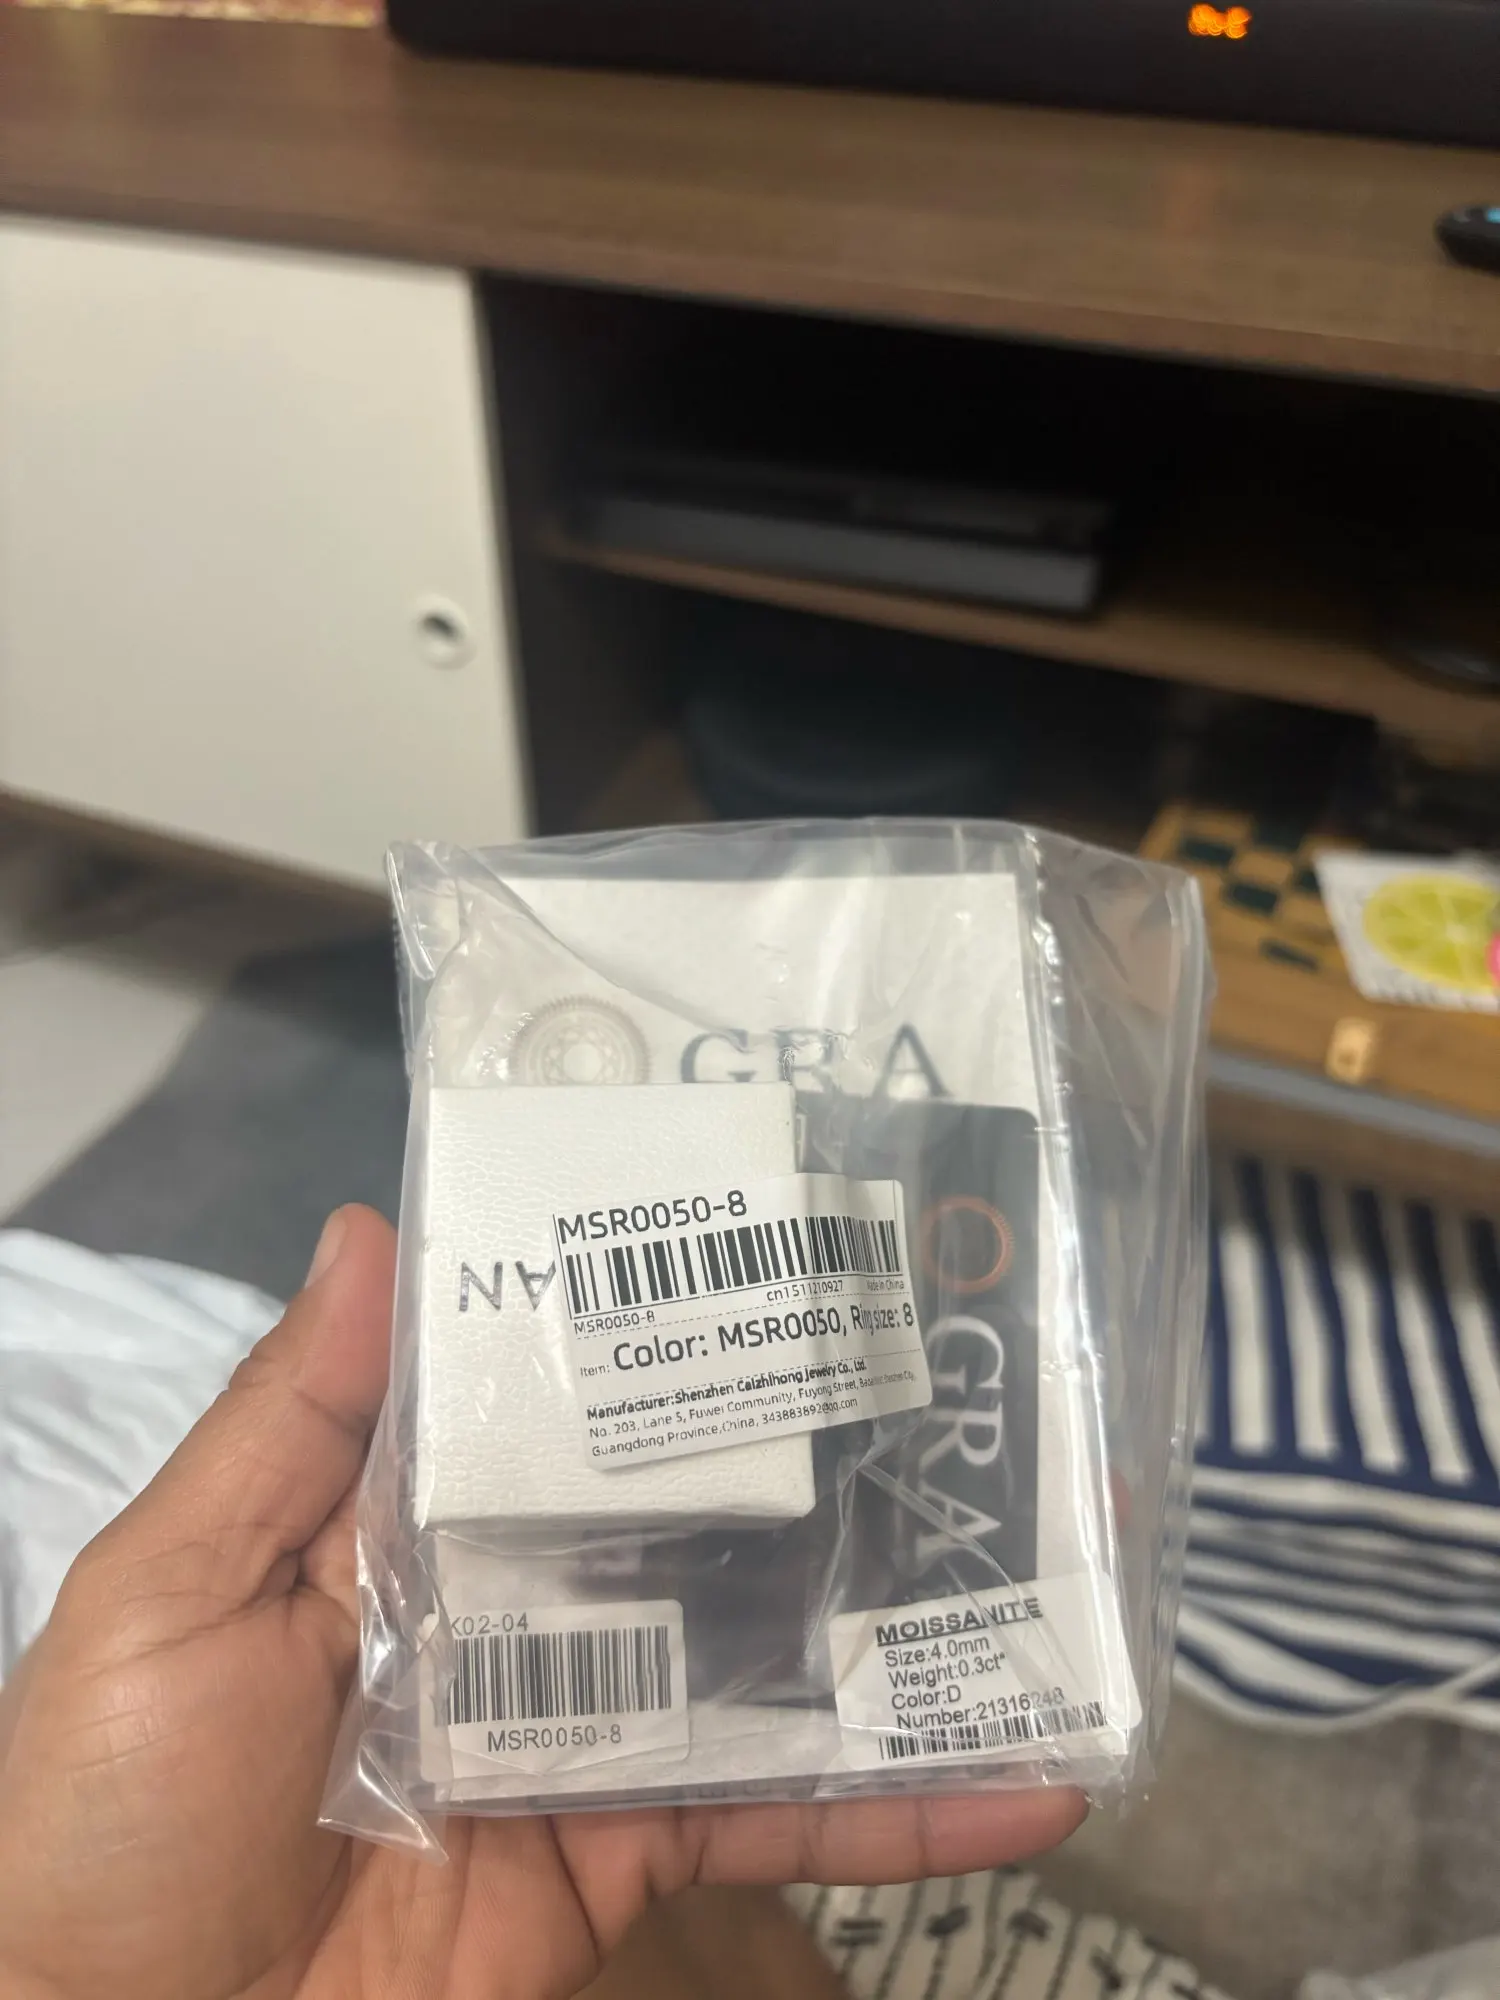 GRA
MSR0050-8
cn1511210927 Made in China
MSR0050-8
Item: Color: MSR0050, Ring size: 8
Manufacturer:Shenzhen Caizhihong Jewelry Co., Ltd.
No. 203, Lane 5, Fuwei Community, Fuyong Street,
Guangdong Province,China, 343883892@qq.com
NA
GRA
K02-04
MSR0050-8
MOISSANITE
Size:4.0mm
Weight:0.3ct*
Color:D
Number:21316248